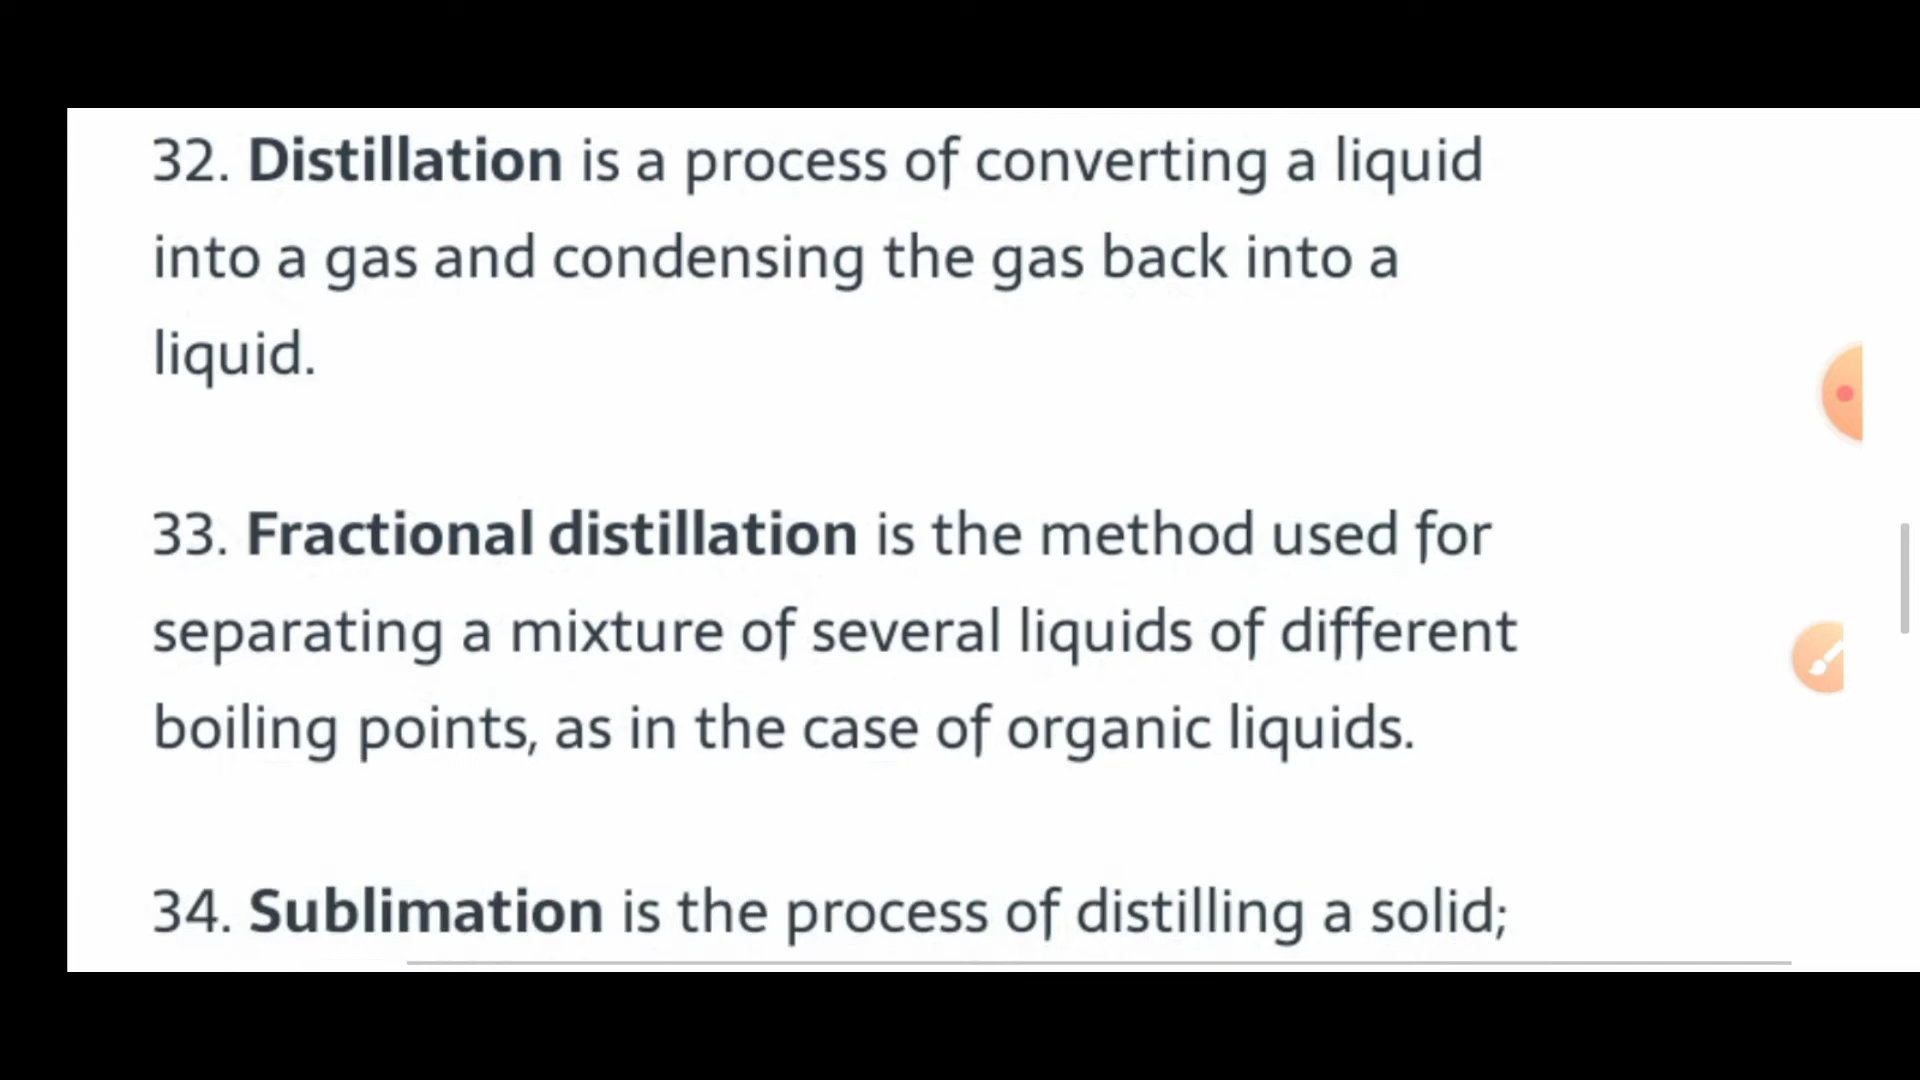 32. Distillation is a process of converting a liquid
into a gas and condensing the gas back into a
liquid.
33. Fractional distillation is the method used for
separating a mixture of several liquids of different
boiling points, as in the case of organic liquids.
34. Sublimation is the process of distilling a solid;